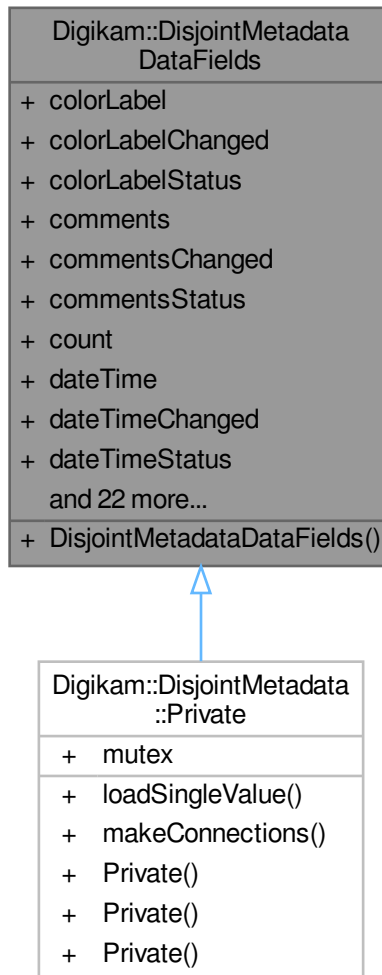 Digikam::DisjointMetadata
DataFields
+ colorLabel
+ colorLabelChanged
+ colorLabelStatus
+ comments
+ commentsChanged
+ commentsStatus
+ count
+ dateTime
+ dateTimeChanged
+ dateTimeStatus
and 22 more...
+ DisjointMetadataDataFields()
Digikam::DisjointMetadata
::Private
+ mutex
+ loadSingleValue()
+ makeConnections()
+ Private()
+ Private()
+ Private()